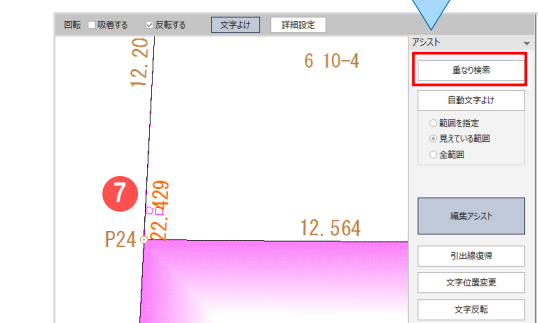 回転 吸着する 反転する 文字よけ 詳細設定
アシスト
重なり検索
自動文字よけ
範囲を指定
見えている範囲
全範囲
編集アシスト
引出線復帰
文字位置変更
文字反転
12.20
6 10-4
7
22.429
P24
12.564